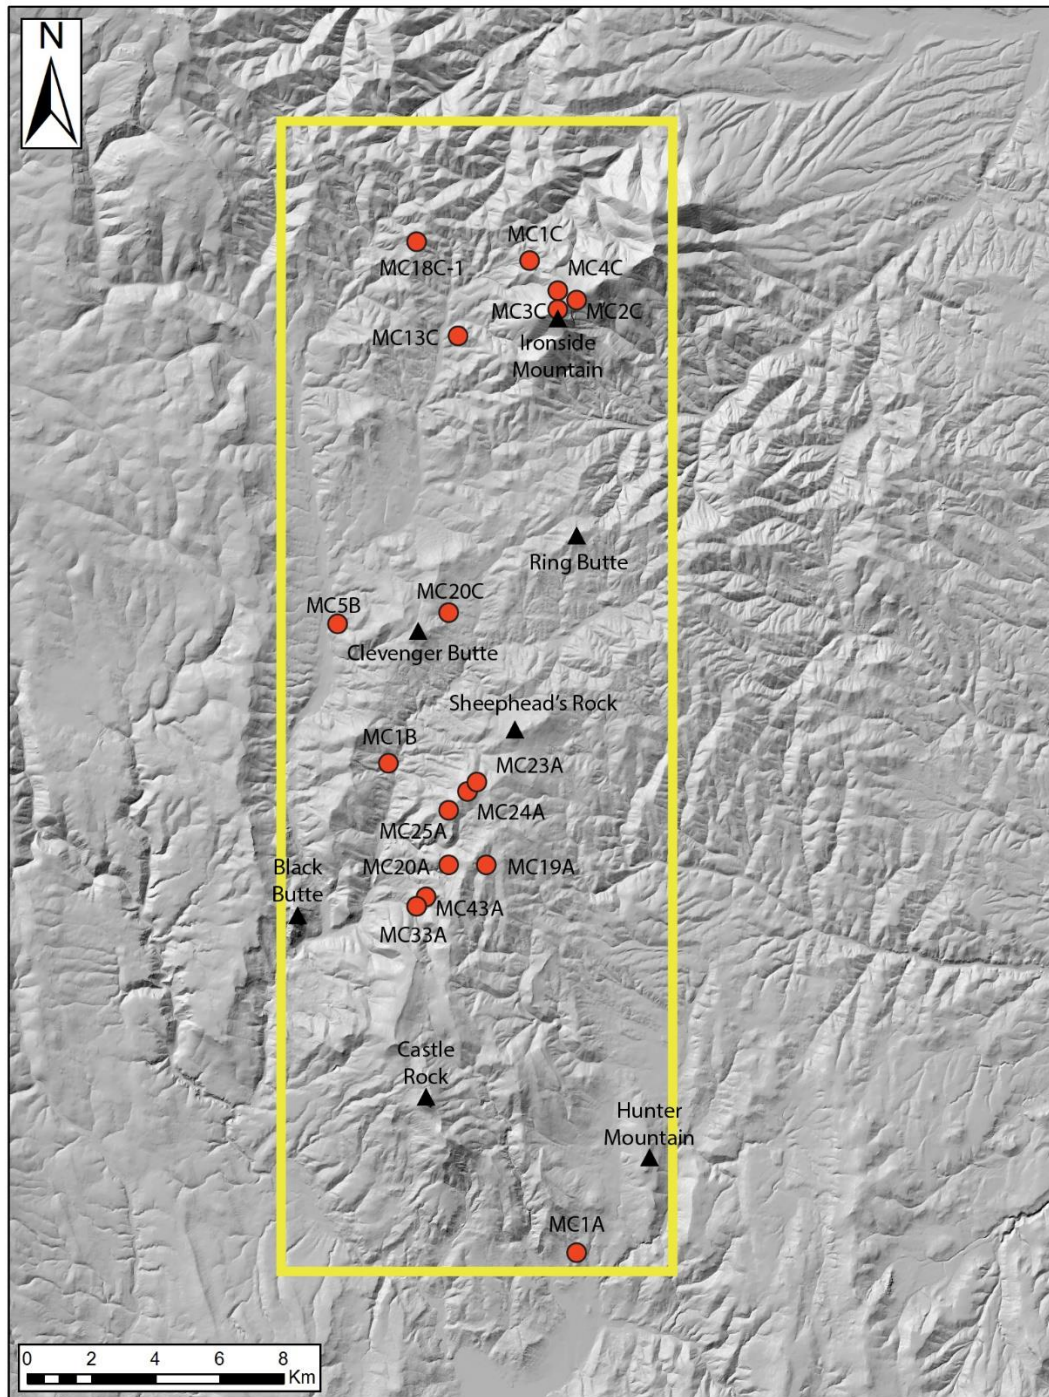 N
MC1C
MC18C-1
MC4C
MC3C
MC2C
MC13C
Ironside
Mountain
Ring Butte
MC20C
MC5B
Clevenger Butte
Sheephead's Rock
MC1B
MC23A
MC24A
MC25A
MC20A
MC19A
Black
Butte
MC43A
MC33A
Castle
Rock
Hunter
Mountain
MC1A
0 2 4 6 8
Km